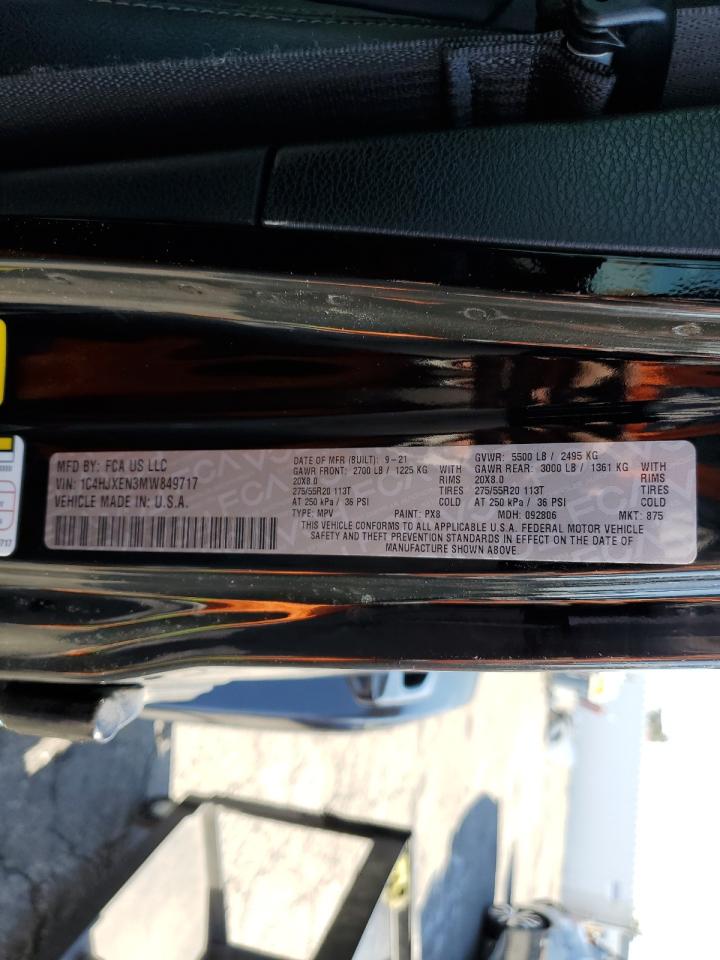 MFD BY: FCA US LLC
VIN: 1C4HJXEN3MW849717
VEHICLE MADE IN: U.S.A.
DATE OF MFR (BUILT): 9-21
GVWR: 5500 LB / 2495 KG
GAWR FRONT: 2700 LB / 1225 KG WITH
GAWR REAR: 3000 LB / 1361 KG WITH
20X8.0 RIMS
20X8.0 RIMS
275/55R20 113T
275/55R20 113T
AT 250 kPa / 36 PSI COLD
AT 250 kPa / 36 PSI COLD
TYPE: MPV PAINT: PX8 MDH: 092806 MKT: 875
THIS VEHICLE CONFORMS TO ALL APPLICABLE U.S.A. FEDERAL MOTOR VEHICLE
SAFETY AND THEFT PREVENTION STANDARDS IN EFFECT ON THE DATE OF
MANUFACTURE SHOWN ABOVE.